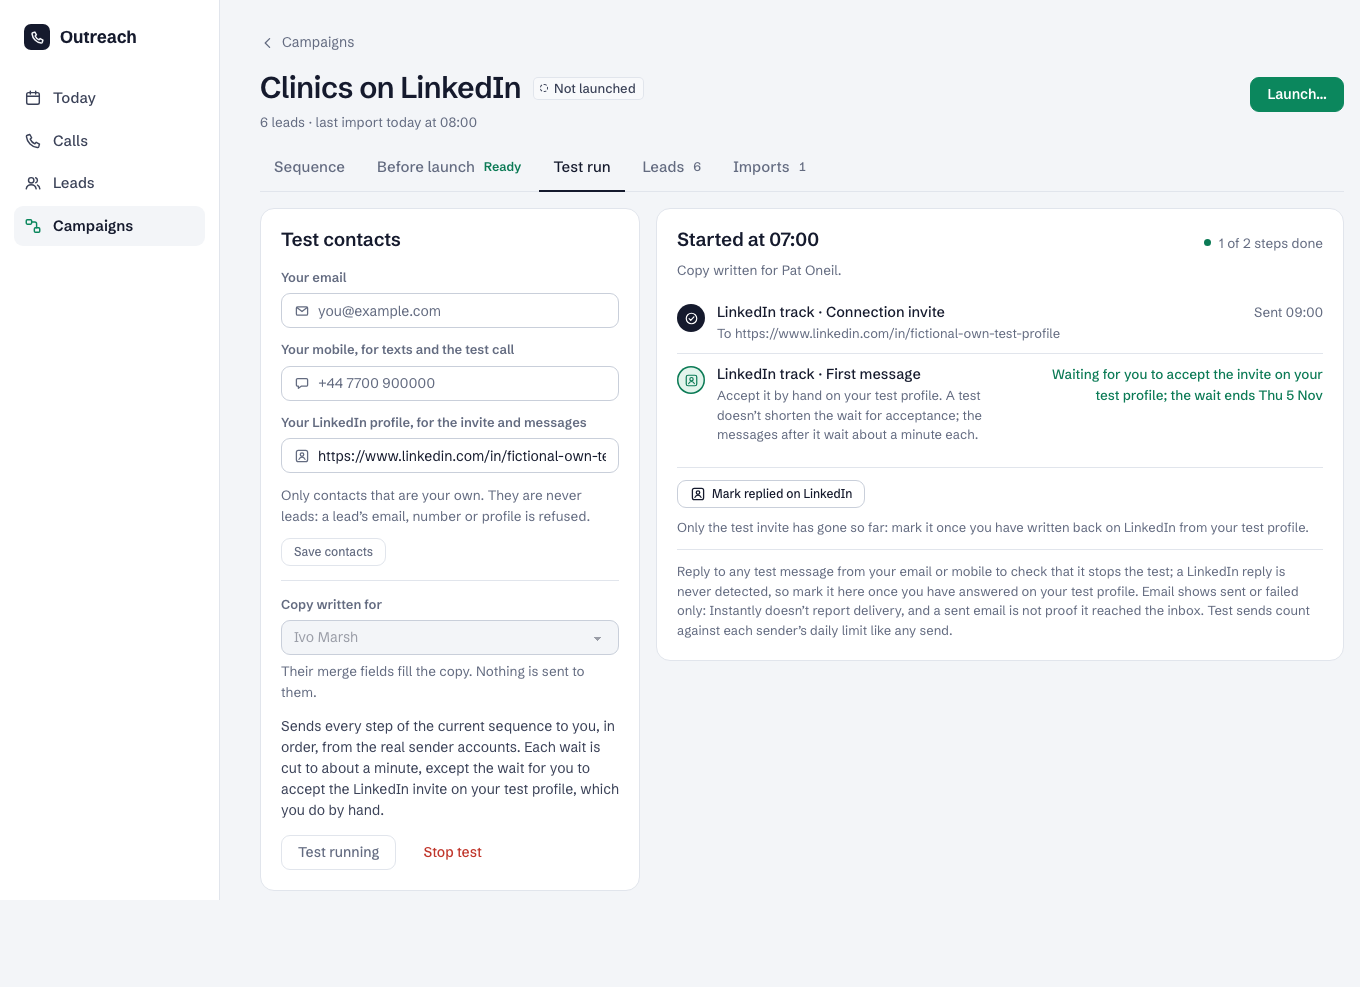 Outreach
Today
Calls
Leads
Campaigns
Campaigns
Clinics on LinkedIn
Not launched
Launch...
6 leads · last import today at 08:00
Sequence
Before launch Ready
Test run
Leads 6
Imports 1
Test contacts
Your email
you@example.com
Your mobile, for texts and the test call
+44 7700 900000
Your LinkedIn profile, for the invite and messages
https://www.linkedin.com/in/fictional-own-te
Only contacts that are your own. They are never
leads: a lead's email, number or profile is refused.
Save contacts
Copy written for
Ivo Marsh
Their merge fields fill the copy. Nothing is sent to
them.
Sends every step of the current sequence to you, in
order, from the real sender accounts. Each wait is
cut to about a minute, except the wait for you to
accept the LinkedIn invite on your test profile, which
you do by hand.
Test running
Stop test
Started at 07:00
1 of 2 steps done
Copy written for Pat Oneil.
LinkedIn track · Connection invite
Sent 09:00
To https://www.linkedin.com/in/fictional-own-test-profile
LinkedIn track · First message
Waiting for you to accept the invite on your
test profile; the wait ends Thu 5 Nov
Accept it by hand on your test profile. A test
doesn't shorten the wait for acceptance; the
messages after it wait about a minute each.
Mark replied on LinkedIn
Only the test invite has gone so far: mark it once you have written back on LinkedIn from your test profile.
Reply to any test message from your email or mobile to check that it stops the test; a LinkedIn reply is
never detected, so mark it here once you have answered on your test profile. Email shows sent or failed
only: Instantly doesn't report delivery, and a sent email is not proof it reached the inbox. Test sends count
against each sender's daily limit like any send.